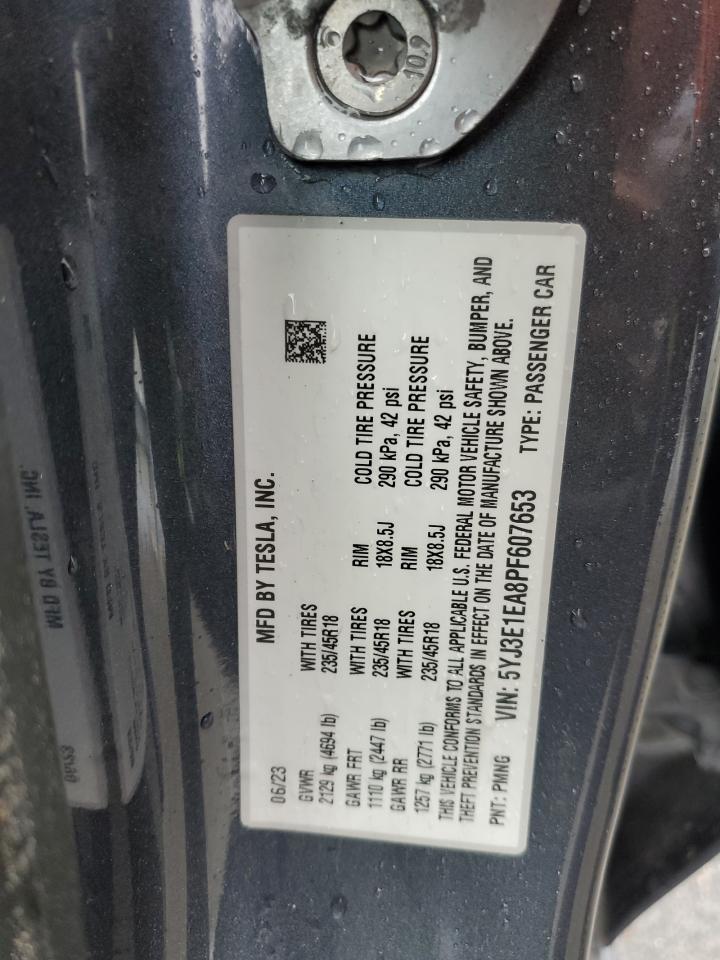 10.9
MFD BY TESLA, INC.
06/23
GVWR WITH TIRES
2129 kg (4694 lb) 235/45R18
GAWR FRT WITH TIRES RIM COLD TIRE PRESSURE
1110 kg (2447 lb) 235/45R18 18X8.5J 290 kPa, 42 psi
GAWR RR WITH TIRES RIM COLD TIRE PRESSURE
1257 kg (2771 lb) 235/45R18 18X8.5J 290 kPa, 42 psi
THIS VEHICLE CONFORMS TO ALL APPLICABLE U.S. FEDERAL MOTOR VEHICLE SAFETY, BUMPER, AND
THEFT PREVENTION STANDARDS IN EFFECT ON THE DATE OF MANUFACTURE SHOWN ABOVE.
PNT: PMNG VIN: 5YJ3E1EA8PF607653 TYPE: PASSENGER CAR